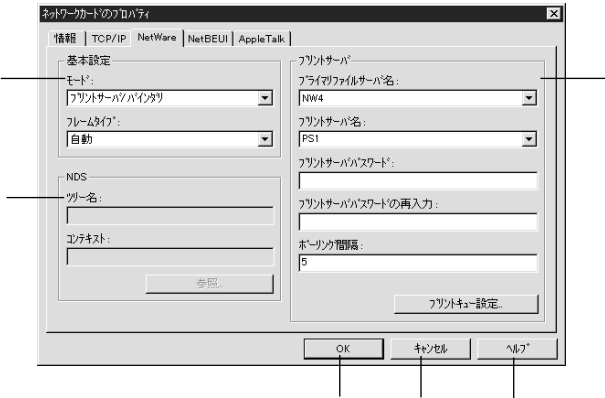 ﾈｯﾄﾜｰｸｶｰﾄﾞのﾌﾟﾛﾊﾟﾃｨ
情報 TCP/IP NetWare NetBEUI AppleTalk
基本設定
ﾓｰﾄﾞ:
ﾌﾟﾘﾝﾄｻｰﾊﾞ/ﾊﾞｲﾝﾀﾞﾘ
ﾌﾚｰﾑﾀｲﾌﾟ:
自動
NDS
ﾂﾘｰ名:
ｺﾝﾃｷｽﾄ:
参照..
ﾌﾟﾘﾝﾄｻｰﾊﾞ
ﾌﾟﾗｲﾏﾘﾌｧｲﾙｻｰﾊﾞ名:
NW4
ﾌﾟﾘﾝﾄｻｰﾊﾞ名:
PS1
ﾌﾟﾘﾝﾄｻｰﾊﾞﾊﾟｽﾜｰﾄﾞ:
ﾌﾟﾘﾝﾄｻｰﾊﾞﾊﾟｽﾜｰﾄﾞの再入力:
ﾎﾟｰﾘﾝｸﾞ間隔:
5
ﾌﾟﾘﾝﾄｷｭｰ設定..
OK ｷｬﾝｾﾙ ﾍﾙﾌﾟ